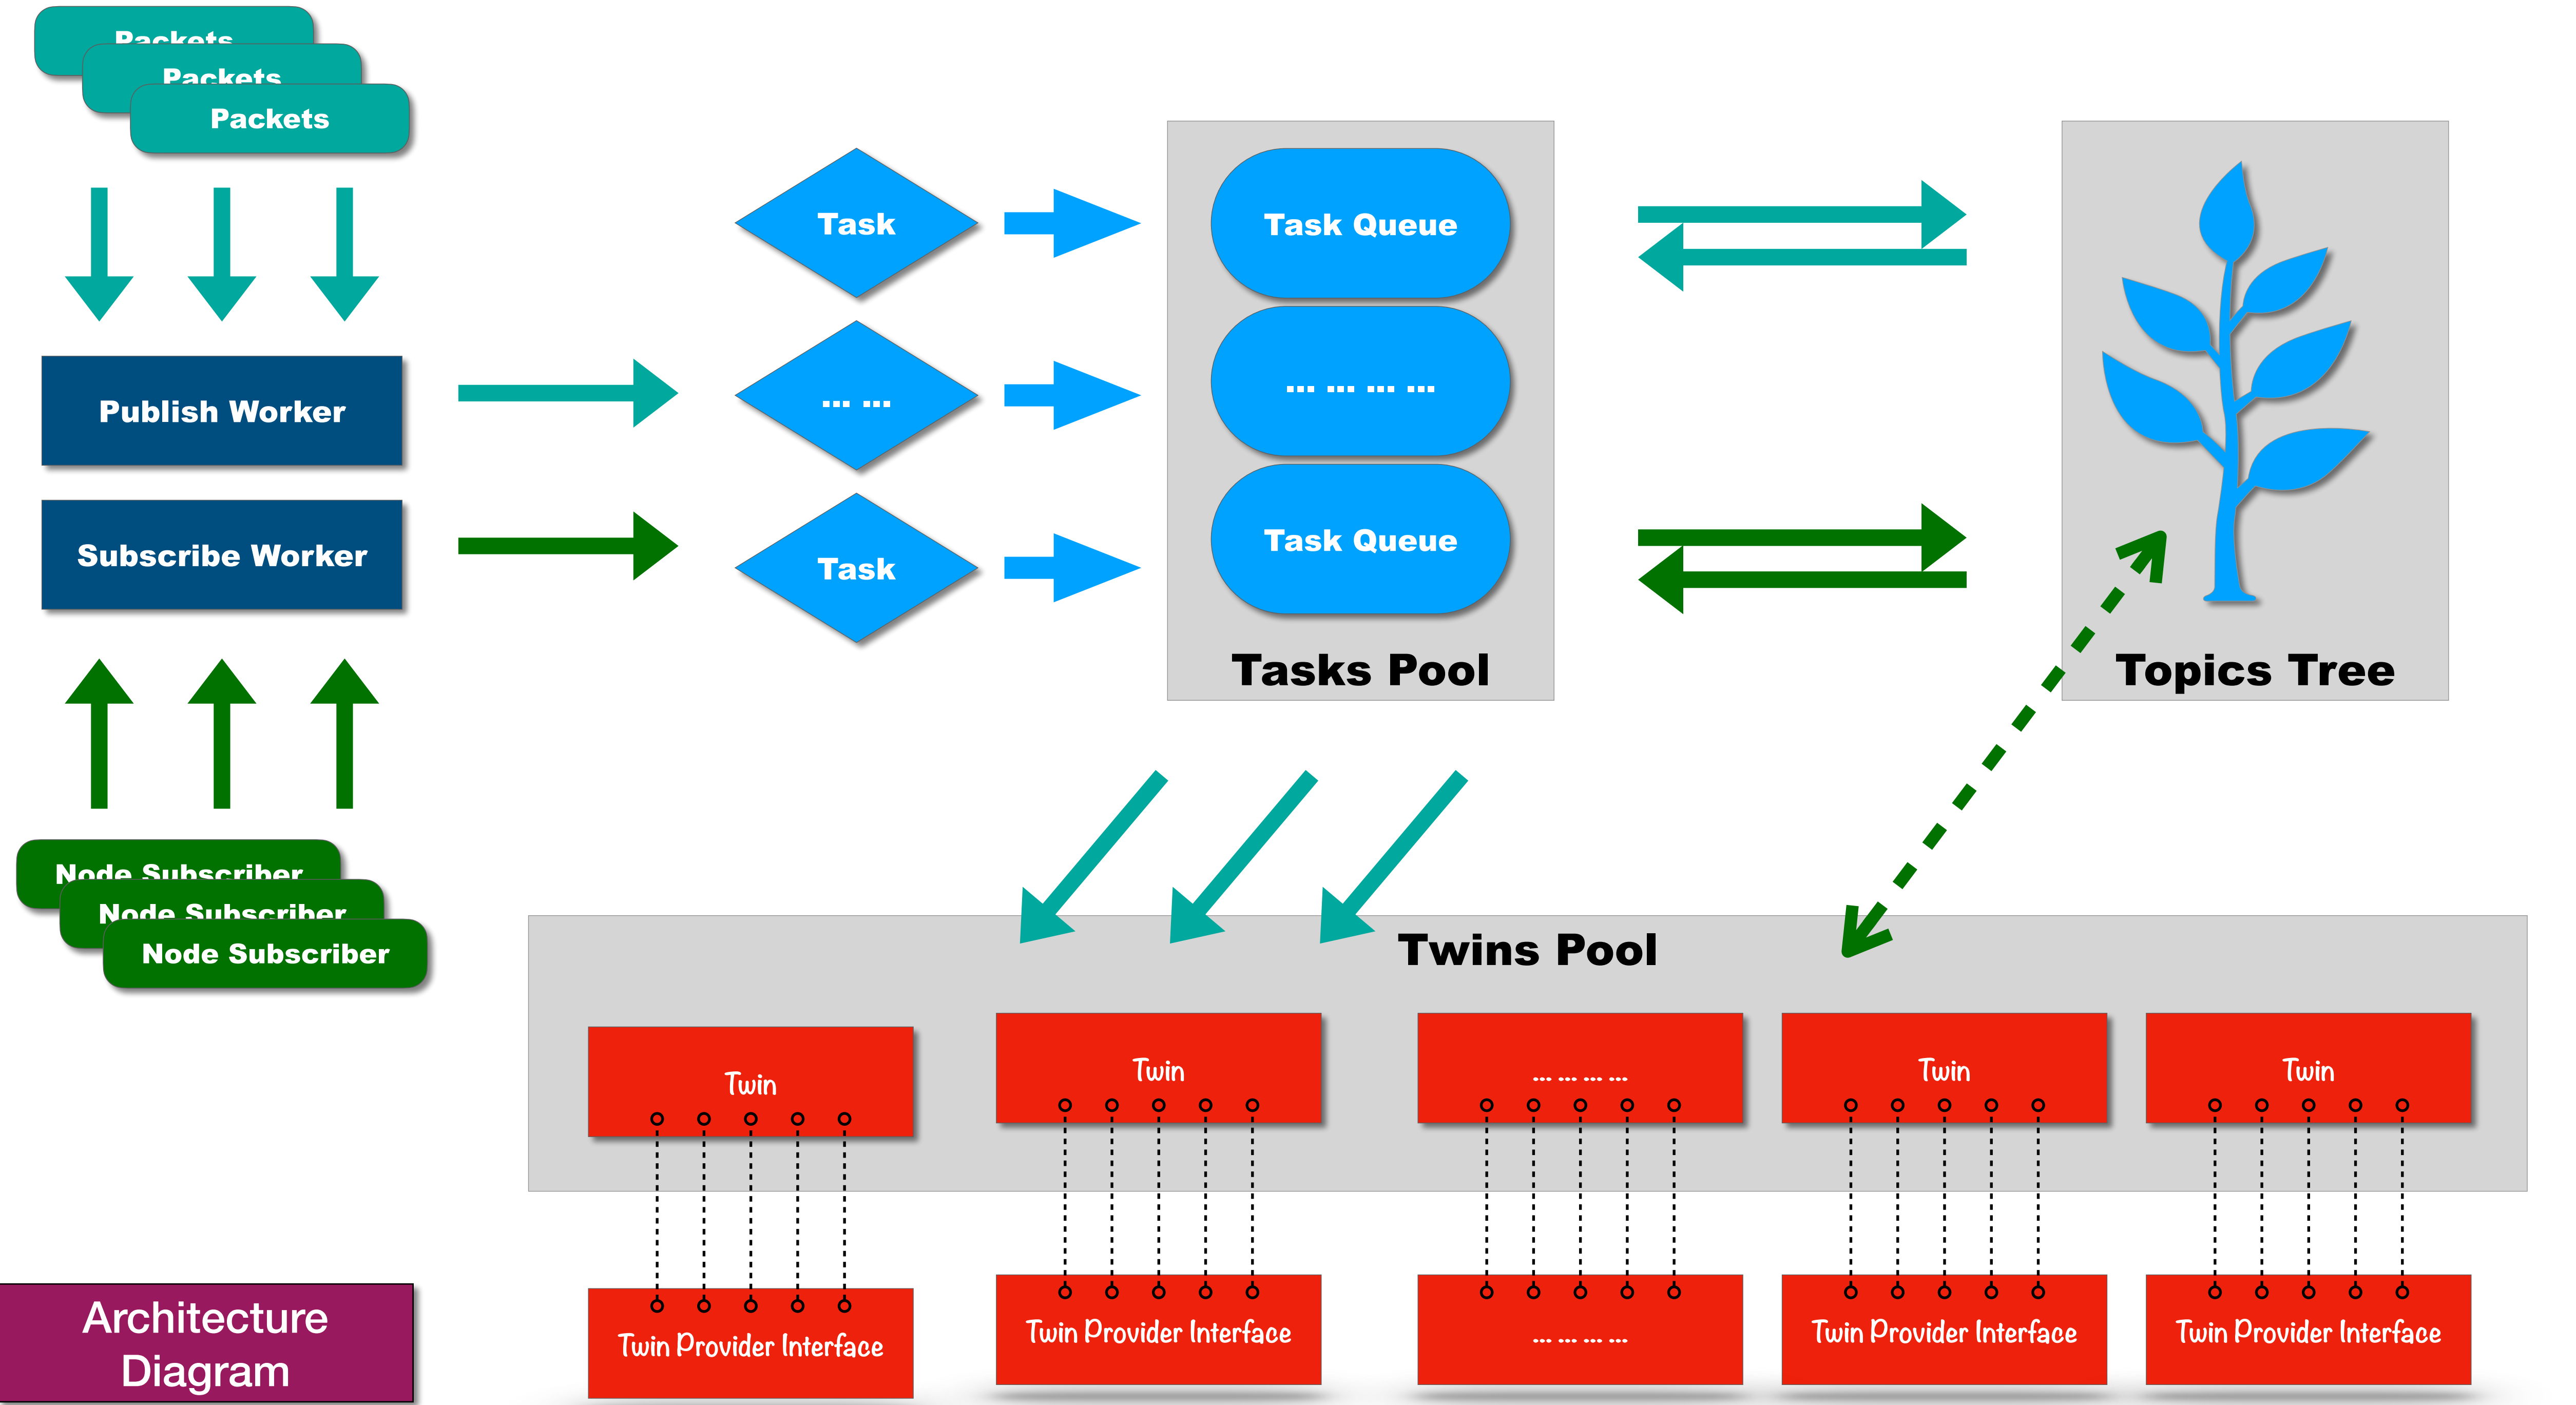 Packets
Packets
Packets
Publish Worker
Subscribe Worker
Node Subscriber
Node Subscriber
Node Subscriber
Task
... ...
Task
Task Queue
... ... ... ...
Task Queue
Tasks Pool
Topics Tree
Twins Pool
Twin
Twin
... ... ... ...
Twin
Twin
Twin Provider Interface
Twin Provider Interface
... ... ... ...
Twin Provider Interface
Twin Provider Interface
Architecture
Diagram